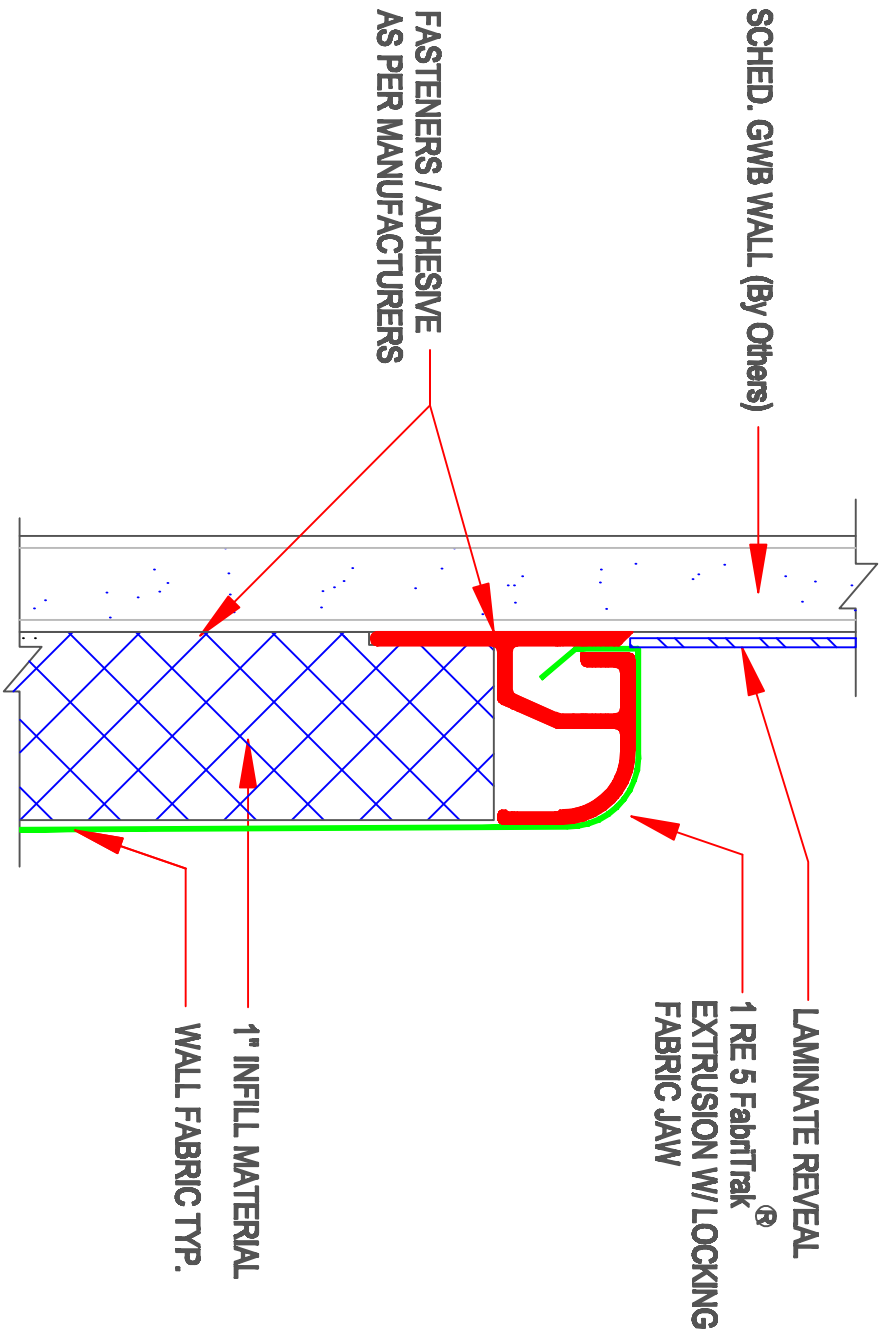 SCHED. GWB WALL (By Others)
FASTENERS / ADHESIVE
AS PER MANUFACTURERS
LAMINATE REVEAL
1 RE 5 FabriTrak ®
EXTRUSION W/ LOCKING
FABRIC JAW
1" INFILL MATERIAL
WALL FABRIC TYP.